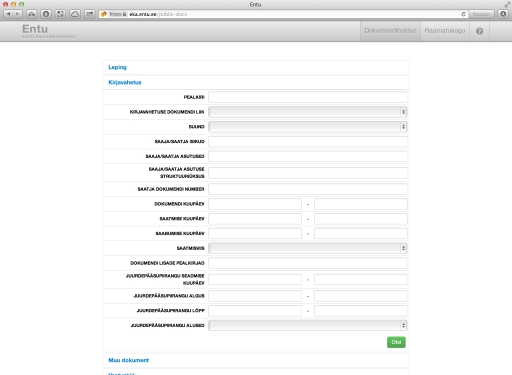 Entu
https eka.entu.ee/public-docs
Reader
Entu
Dokumendihaldus
Raamatukogu
?
Leping
Kirjavahetus
PEALKIRI
KIRJAVAHETUSE DOKUMENDI LIIK
SUUND
SAAJA/SAATJA ISIKUD
SAAJA/SAATJA ASUTUSED
SAAJA/SAATJA ASUTUSE
STRUKTUURIÜKSUS
SAATJA DOKUMENDI NUMBER
DOKUMENDI KUUPÄEV
-
SAATMISE KUUPÄEV
-
SAABUMISE KUUPÄEV
-
SAATMISVIIS
DOKUMENDI LISADE PEALKIRJAD
JUURDEPÄÄSUPIIRANGU SEADMISE
KUUPÄEV
-
JUURDEPÄÄSUPIIRANGU ALGUS
-
JUURDEPÄÄSUPIIRANGU LÕPP
-
JUURDEPÄÄSUPIIRANGU ALUSED
Otsi
Muu dokument